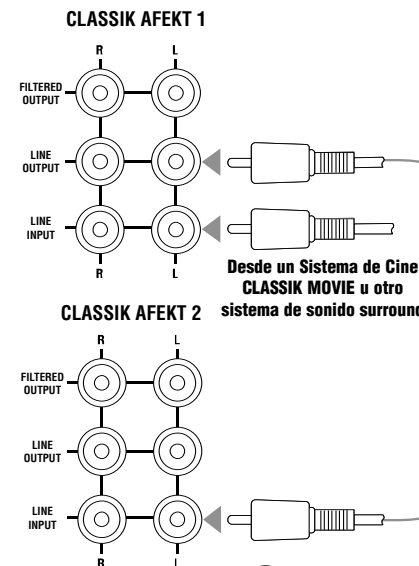 CLASSIK AFEKT 1
R L
FILTERED
OUTPUT
LINE
OUTPUT
LINE
INPUT
R L
Desde un Sistema de Cine
CLASSIK MOVIE u otro
sistema de sonido surround
CLASSIK AFEKT 2
R L
FILTERED
OUTPUT
LINE
OUTPUT
LINE
INPUT
R L